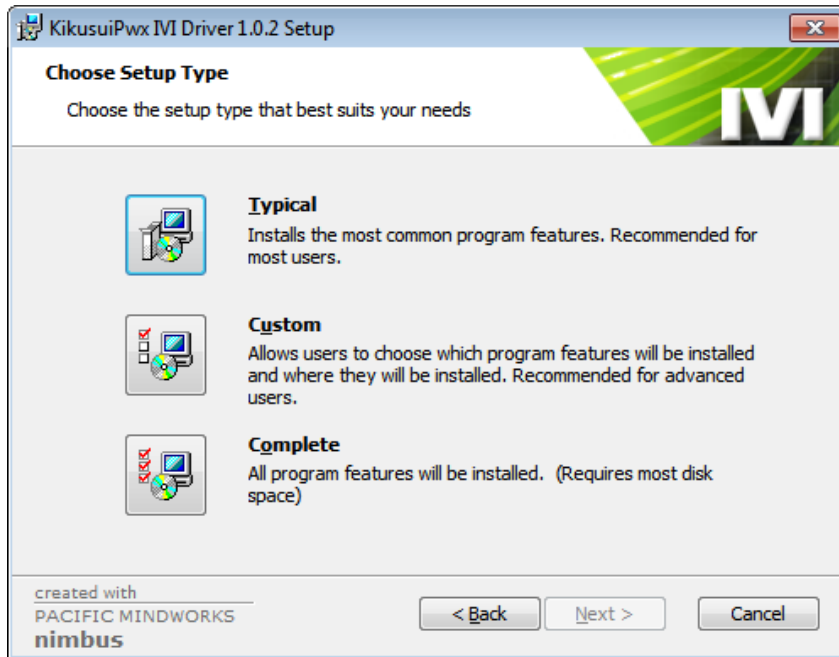 KikusuiPwx IVI Driver 1.0.2 Setup
Choose Setup Type
Choose the setup type that best suits your needs
IVI
Typical
Installs the most common program features. Recommended for
most users.
Custom
Allows users to choose which program features will be installed
and where they will be installed. Recommended for advanced
users.
Complete
All program features will be installed.  (Requires most disk
space)
created with
PACIFIC MINDWORKS
nimbus
< Back
Next >
Cancel